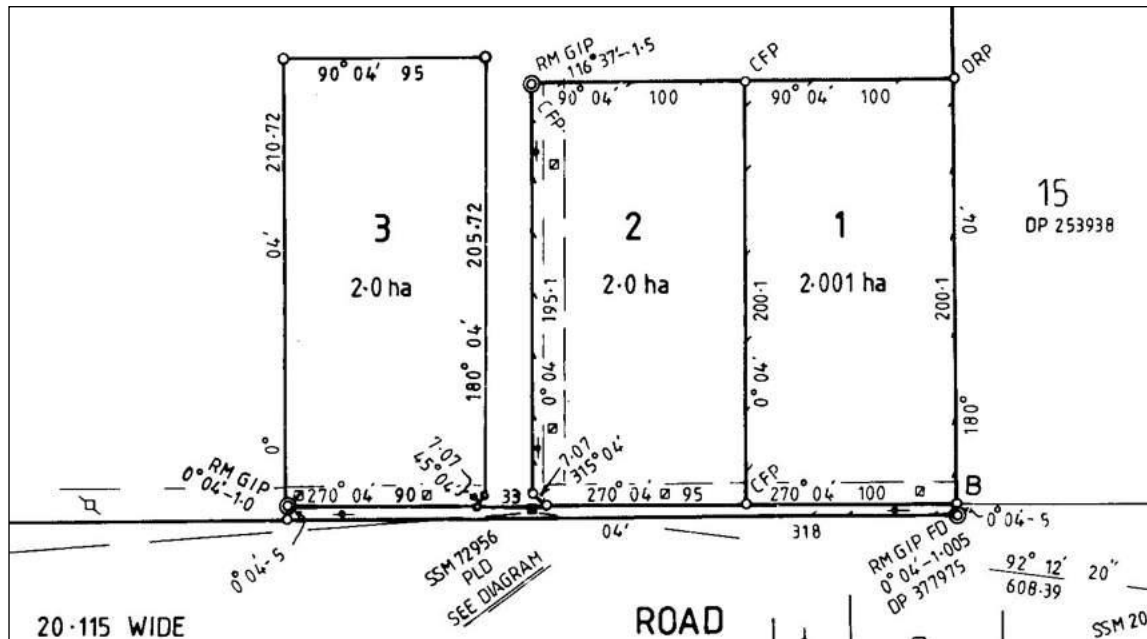 RM GIP
116° 37'-1·5
CFP
DRP
90° 04' 95
90° 04' 100
90° 04' 100
CFP
210·72
04'
0°
3
2·0 ha
205·72
180° 04'
195·1
0° 04
2
2·0 ha
200·1
0° 04'
1
2·001 ha
04'
200·1
180°
15
DP 253938
7·07
45° 04'
7·07
315° 04'
RM GIP
0° 04'-1·0
270° 04' 90
33
270° 04' 95
CFP
270° 04' 100
B
0° 04-5
0° 04'-5
04' 318
SSM 72956
PLD
SEE DIAGRAM
RM GIP FD
0° 04'-1·005
DP 377975
92° 12' 20"
608·39
20·115 WIDE
ROAD
SSM 20